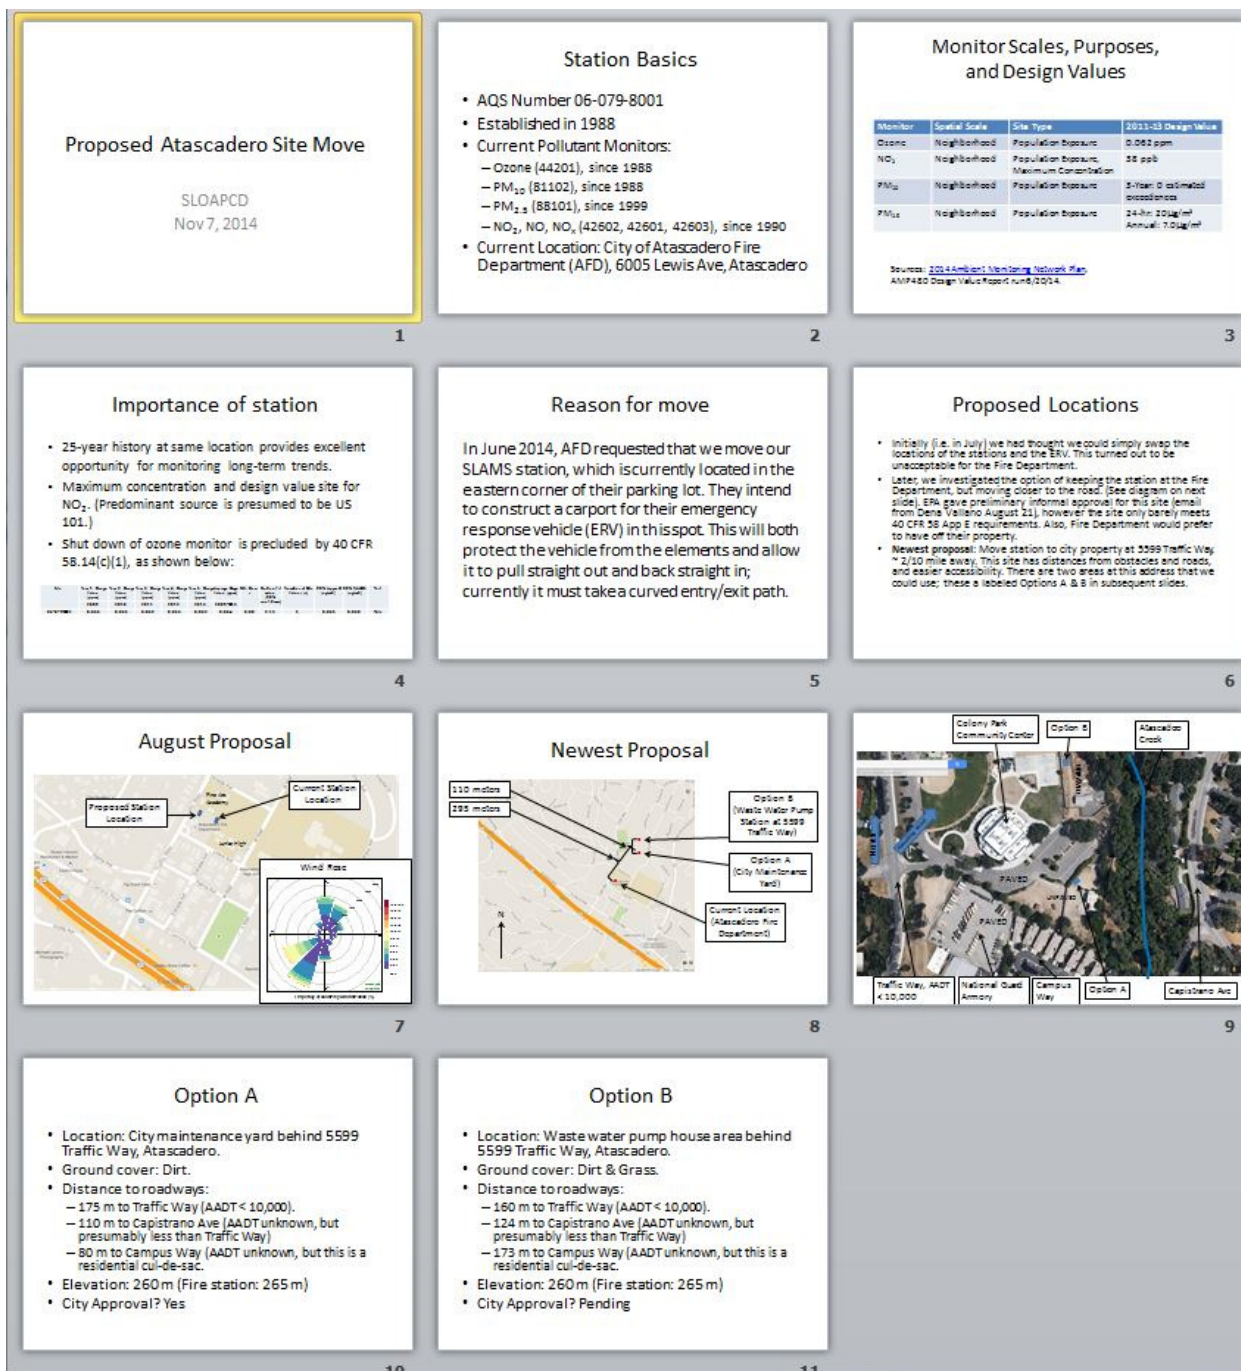 Proposed Atascadero Site Move
SLOAPCD
Nov 7, 2014
1
Station Basics
• AQS Number 06-079-8001
• Established in 1988
• Current Pollutant Monitors:
– Ozone (44201), since 1988
– PM₁₀ (81102), since 1988
– PM₂.₅ (88101), since 1999
– NO₂, NO, NOₓ (42602, 42601, 42603), since 1990
• Current Location: City of Atascadero Fire
Department (AFD), 6005 Lewis Ave, Atascadero
2
Monitor Scales, Purposes,
and Design Values
Monitor Spatial Scale Site Type 2011-13 Design Value
Ozone Neighborhood Population Exposure 0.062 ppm
NO₂ Neighborhood Population Exposure, 38 ppb
Maximum Concentration
PM₁₀ Neighborhood Population Exposure 3-Year: 0 estimated
exceedences
PM₂.₅ Neighborhood Population Exposure 24-hr: 20µg/m³
Annual: 7.0µg/m³
Sources: 2014 Ambient Monitoring Network Plan,
AMP480 Design Value Report run 6/20/14.
3
Importance of station
• 25-year history at same location provides excellent
opportunity for monitoring long-term trends.
• Maximum concentration and design value site for
NO₂. (Predominant source is presumed to be US
101.)
• Shut down of ozone monitor is precluded by 40 CFR
58.14(c)(1), as shown below:
4
Reason for move
In June 2014, AFD requested that we move our
SLAMS station, which is currently located in the
eastern corner of their parking lot. They intend
to construct a carport for their emergency
response vehicle (ERV) in this spot. This will both
protect the vehicle from the elements and allow
it to pull straight out and back straight in;
currently it must take a curved entry/exit path.
5
Proposed Locations
• Initially (i.e. in July) we had thought we could simply swap the
locations of the stations and the ERV. This turned out to be
unacceptable for the Fire Department.
• Later, we investigated the option of keeping the station at the Fire
Department, but moving closer to the road. (See diagram on next
slide). EPA gave preliminary informal approval for this site (email
from Dena Vallano August 21), however the site only barely meets
40 CFR 58 App E requirements. Also, Fire Department would prefer
to have off their property.
• Newest proposal: Move station to city property at 5599 Traffic Way,
~ 2/10 mile away. This site has distances from obstacles and roads,
and easier accessibility. There are two areas at this address that we
could use; these a labeled Options A & B in subsequent slides.
6
August Proposal
Current Station
Location
Proposed Station
Location
Fine Arts
Academy
Junior High
Wind Rose
7
Newest Proposal
110 meters
295 meters
Option B
(Waste Water Pump
Station at 5599
Traffic Way)
Option A
(City Maintenance
Yard)
Current Location
(Atascadero Fire
Department)
N
8
Colony Park
Community Center
Option B
Atascadero
Creek
PAVED
UNPAVED
PAVED
Traffic Way, AADT
< 10,000
National Guard
Armory
Campus
Way
Option A
Capistrano Ave
9
Option A
• Location: City maintenance yard behind 5599
Traffic Way, Atascadero.
• Ground cover: Dirt.
• Distance to roadways:
– 175 m to Traffic Way (AADT < 10,000).
– 110 m to Capistrano Ave (AADT unknown, but
presumably less than Traffic Way)
– 80 m to Campus Way (AADT unknown, but this is a
residential cul-de-sac.
• Elevation: 260 m (Fire station: 265 m)
• City Approval? Yes
10
Option B
• Location: Waste water pump house area behind
5599 Traffic Way, Atascadero.
• Ground cover: Dirt & Grass.
• Distance to roadways:
– 160 m to Traffic Way (AADT < 10,000).
– 124 m to Capistrano Ave (AADT unknown, but
presumably less than Traffic Way)
– 173 m to Campus Way (AADT unknown, but this is a
residential cul-de-sac.
• Elevation: 260 m (Fire station: 265 m)
• City Approval? Pending
11